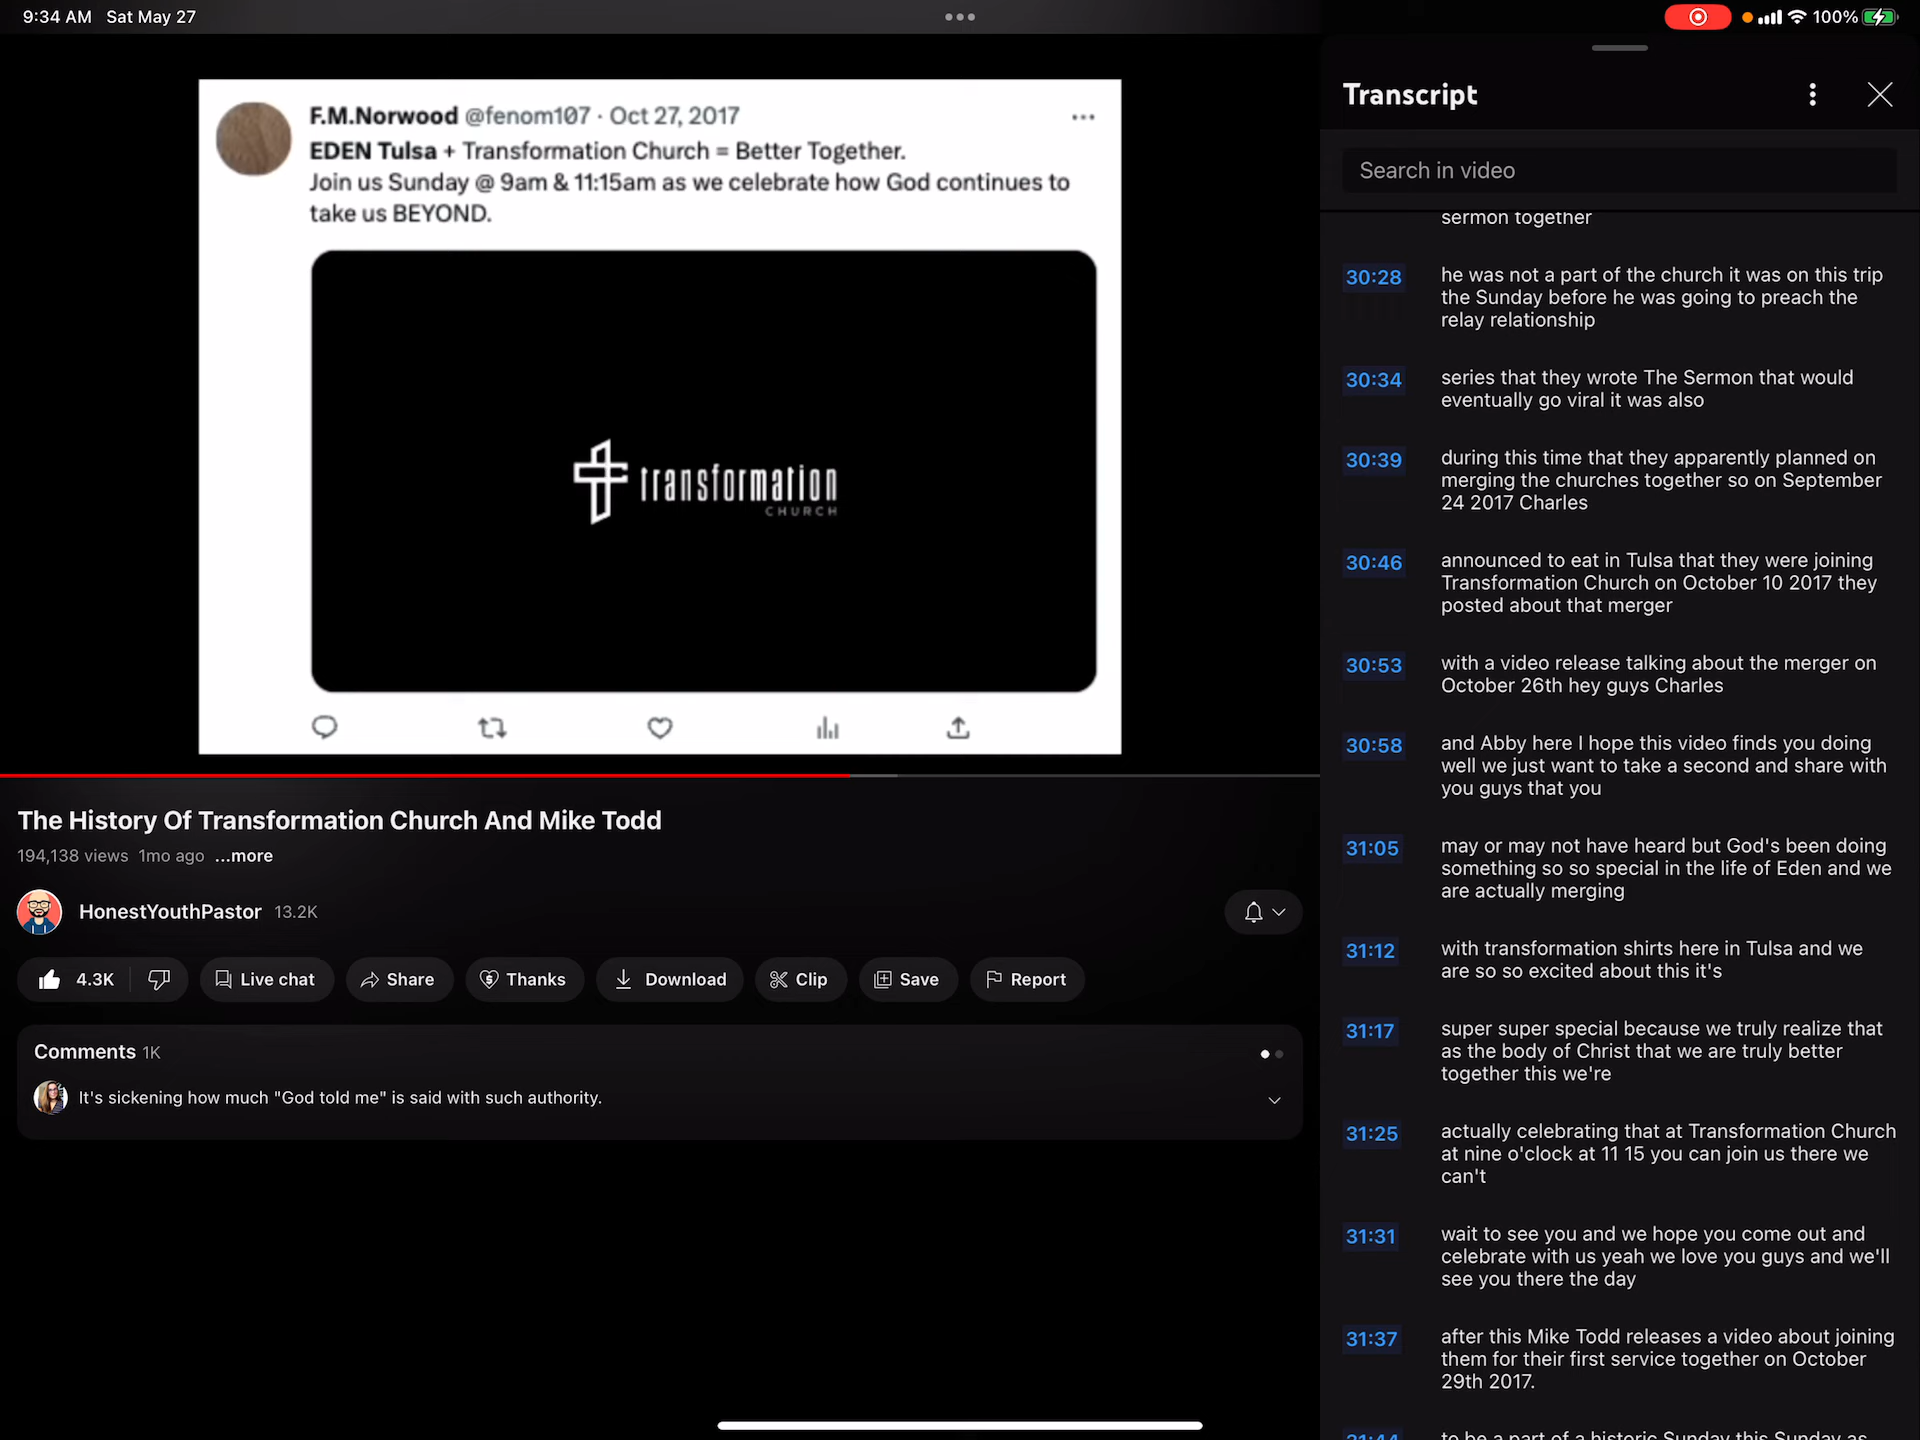 9:34 AM Sat May 27
100%
F.M.Norwood @fenom107 · Oct 27, 2017
EDEN Tulsa + Transformation Church = Better Together.
Join us Sunday @ 9am & 11:15am as we celebrate how God continues to
take us BEYOND.
transformation
CHURCH
The History Of Transformation Church And Mike Todd
194,138 views 1mo ago ...more
HonestYouthPastor 13.2K
4.3K
Live chat
Share
Thanks
Download
Clip
Save
Report
Comments 1K
It's sickening how much "God told me" is said with such authority.
Transcript
Search in video
sermon together
30:28
he was not a part of the church it was on this trip
the Sunday before he was going to preach the
relay relationship
30:34
series that they wrote The Sermon that would
eventually go viral it was also
30:39
during this time that they apparently planned on
merging the churches together so on September
24 2017 Charles
30:46
announced to eat in Tulsa that they were joining
Transformation Church on October 10 2017 they
posted about that merger
30:53
with a video release talking about the merger on
October 26th hey guys Charles
30:58
and Abby here I hope this video finds you doing
well we just want to take a second and share with
you guys that you
31:05
may or may not have heard but God's been doing
something so so special in the life of Eden and we
are actually merging
31:12
with transformation shirts here in Tulsa and we
are so so excited about this it's
31:17
super super special because we truly realize that
as the body of Christ that we are truly better
together this we're
31:25
actually celebrating that at Transformation Church
at nine o'clock at 11 15 you can join us there we
can't
31:31
wait to see you and we hope you come out and
celebrate with us yeah we love you guys and we'll
see you there the day
31:37
after this Mike Todd releases a video about joining
them for their first service together on October
29th 2017.
31:44
to be a part of a historic Sunday this Sunday as